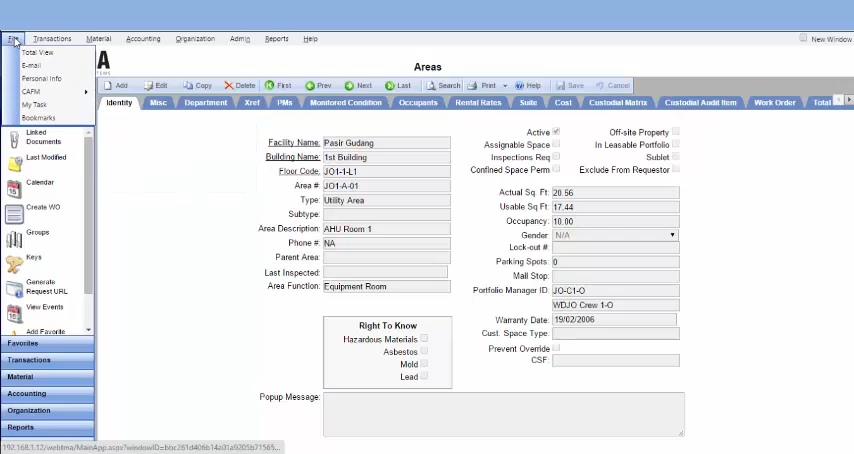 File Transactions Material Accounting Organization Admin Reports Help New Window
Total View
E-mail
Personal Info
CAFM
My Task
Bookmarks
A
Areas
Add Edit Copy Delete First Prev Next Last Search Print Help Save Cancel
Identity Misc Department Xref PMs Monitored Condition Occupants Rental Rates Suite Cost Custodial Matrix Custodial Audit Item Work Order Total
Linked
Documents
Last Modified
Calendar
Create WO
Groups
Keys
Generate
Request URL
View Events
Add Favorite
Favorites
Transactions
Material
Accounting
Organization
Reports
Facility Name: Pasir Gudang
Building Name: 1st Building
Floor Code: JO1-1-L1
Area #: JO1-A-01
Type: Utility Area
Subtype:
Area Description: AHU Room 1
Phone #: NA
Parent Area:
Last Inspected:
Area Function: Equipment Room
Right To Know
Hazardous Materials
Asbestos
Mold
Lead
Popup Message:
Active Off-site Property
Assignable Space In Leasable Portfolio
Inspections Req Sublet
Confined Space Perm Exclude From Requestor
Actual Sq. Ft: 20.56
Usable Sq. Ft: 17.44
Occupancy: 10.00
Gender N/A
Lock-out #:
Parking Spots: 0
Mail Stop:
Portfolio Manager ID: JO-C1-O
WDJO Crew 1-O
Warranty Date: 19/02/2006
Cust. Space Type:
Prevent Override
CSF: